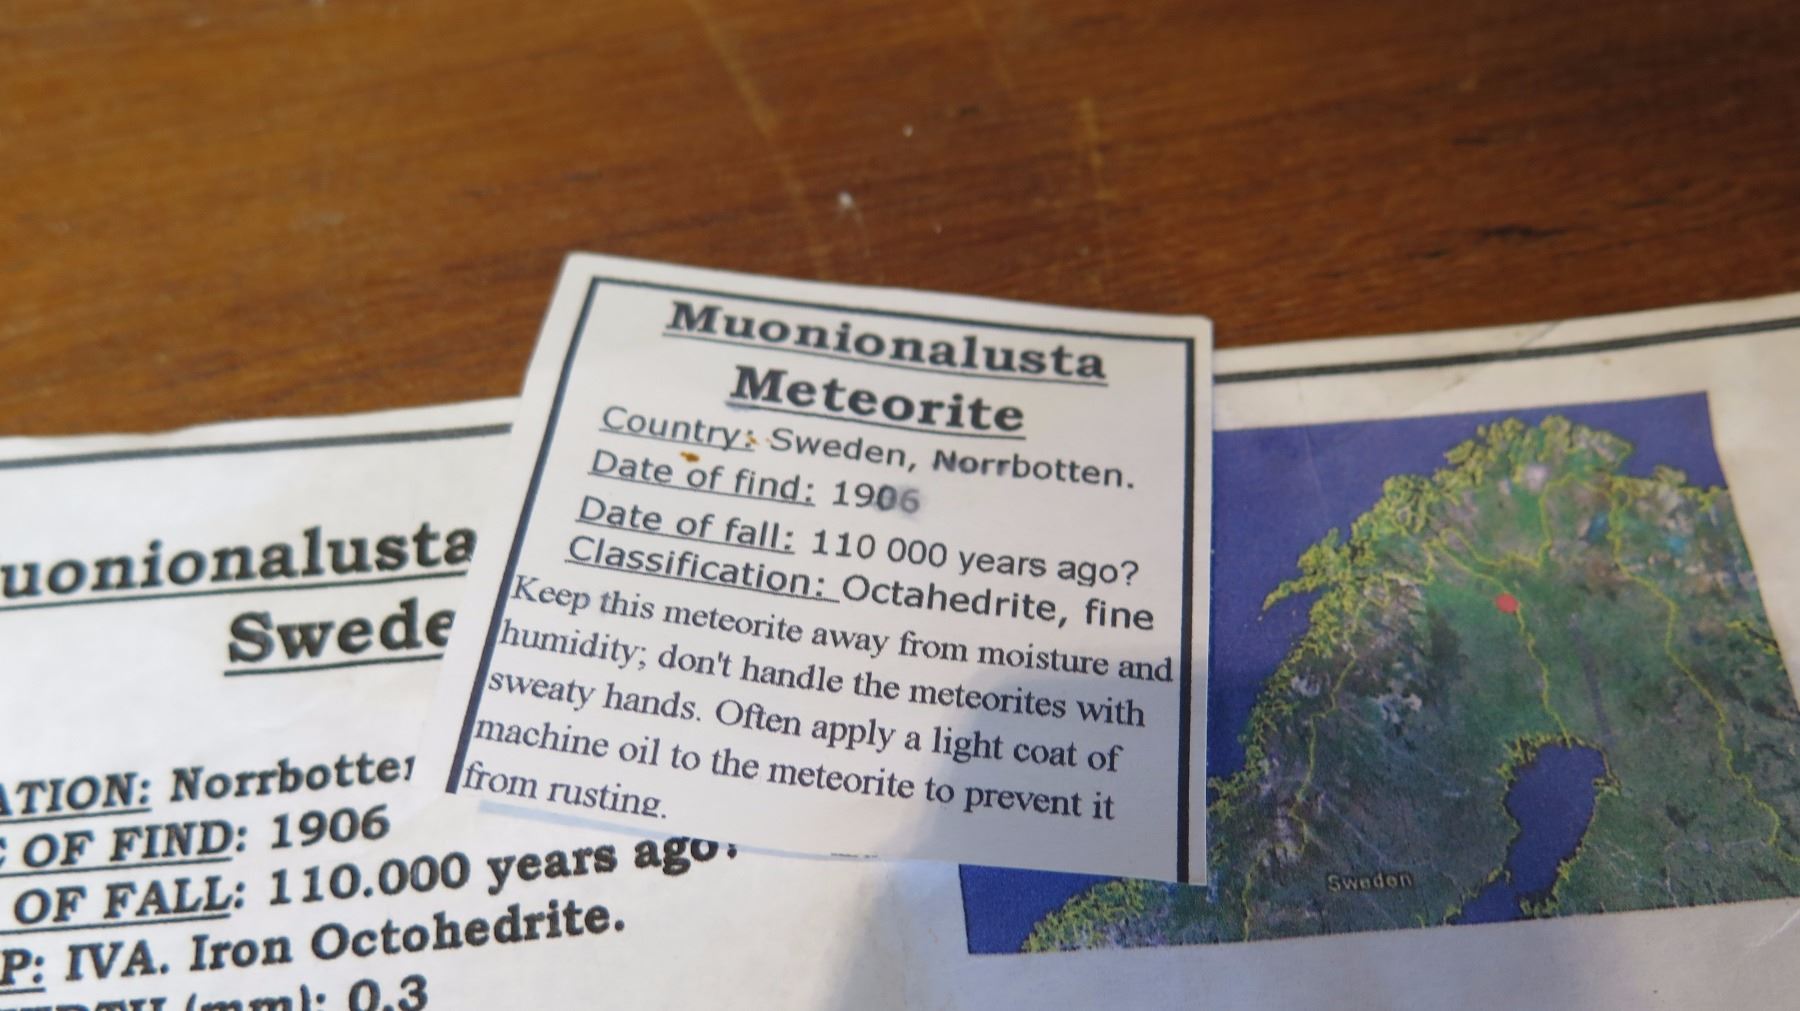 Muonionalusta
Meteorite
Country: Sweden, Norrbotten.
Date of find: 1906
Date of fall: 110 000 years ago?
Classification: Octahedrite, fine
Keep this meteorite away from moisture and
humidity; don't handle the meteorites with
sweaty hands. Often apply a light coat of
machine oil to the meteorite to prevent it
from rusting.
uonionalusta
Swede
ATION: Norrbotte
OF FIND: 1906
OF FALL: 110.000 years ago?
P: IVA. Iron Octohedrite.
(mm): 0.3
Sweden